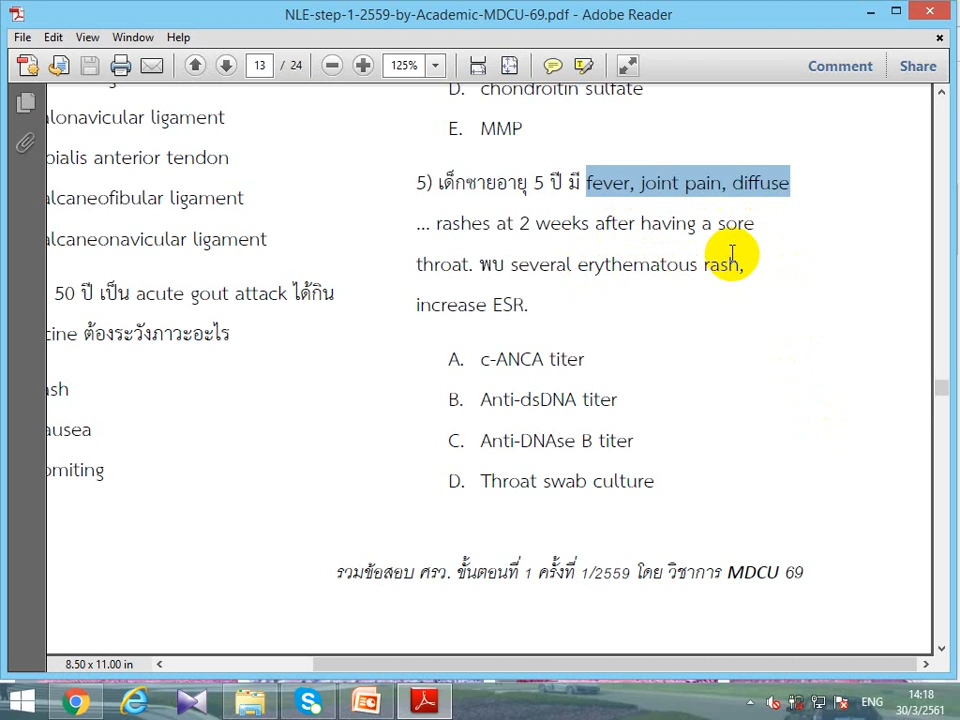 NLE-step-1-2559-by-Academic-MDCU-69.pdf - Adobe Reader
File Edit View Window Help
13 / 24 125% Comment Share
D. chondroitin sulfate
alonavicular ligament
E. MMP
bialis anterior tendon
5) เด็กชายอายุ 5 ปี มี fever, joint pain, diffuse
alcaneofibular ligament
... rashes at 2 weeks after having a sore
alcaneonavicular ligament
throat. พบ several erythematous rash,
50 ปี เป็น acute gout attack ได้กิน
increase ESR.
cine ต้องระวังภาวะอะไร
A. c-ANCA titer
ash
B. Anti-dsDNA titer
ausea
C. Anti-DNAse B titer
omiting
D. Throat swab culture
รวมข้อสอบ ศรว. ขั้นตอนที่ 1 ครั้งที่ 1/2559 โดย วิชาการ MDCU 69
8.50 x 11.00 in
ENG
14:18
30/3/2561